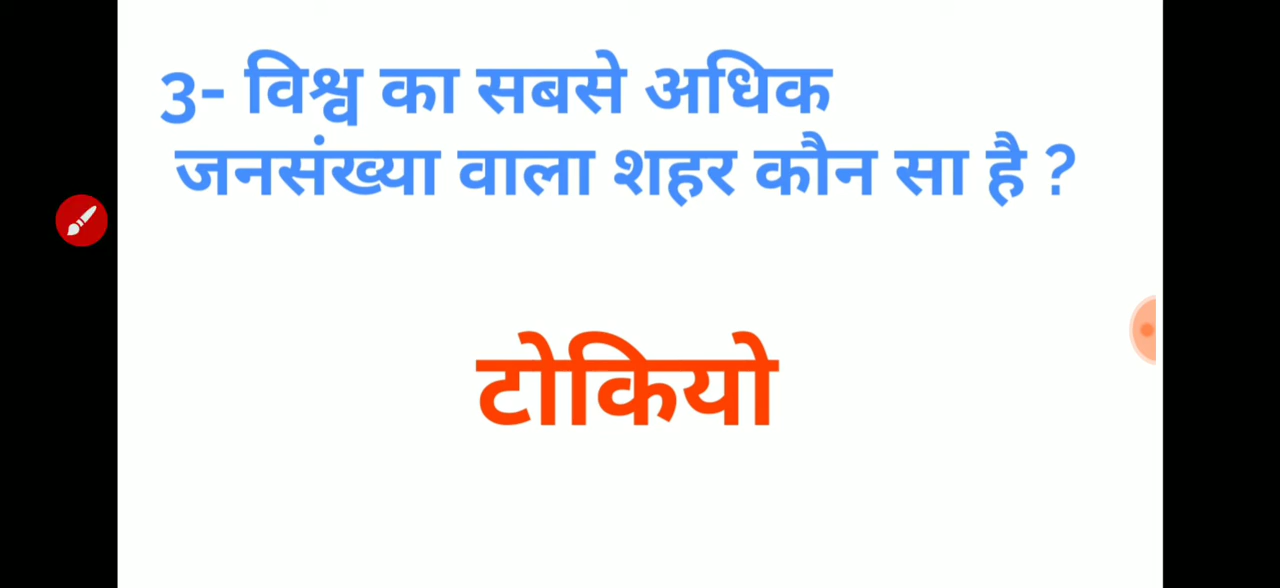 3- विश्व का सबसे अधिक
जनसंख्या वाला शहर कौन सा है ?
टोकियो